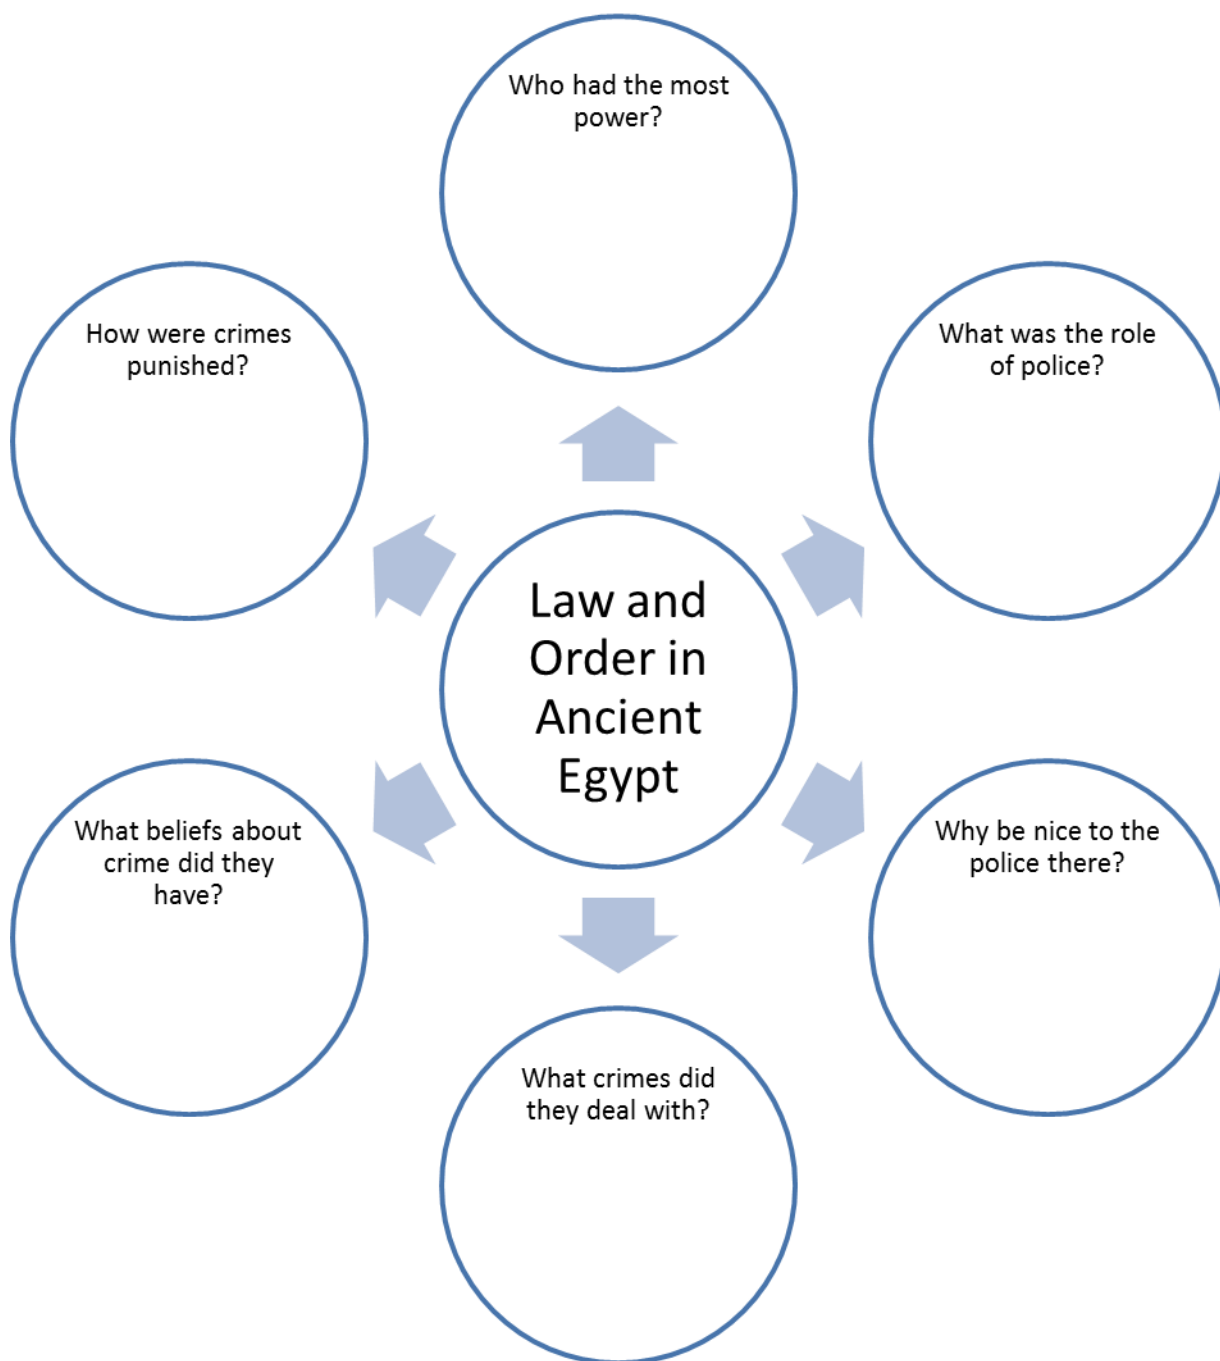 Who had the most
power?
How were crimes
punished?
What was the role
of police?
Law and
Order in
Ancient
Egypt
What beliefs about
crime did they
have?
Why be nice to the
police there?
What crimes did
they deal with?